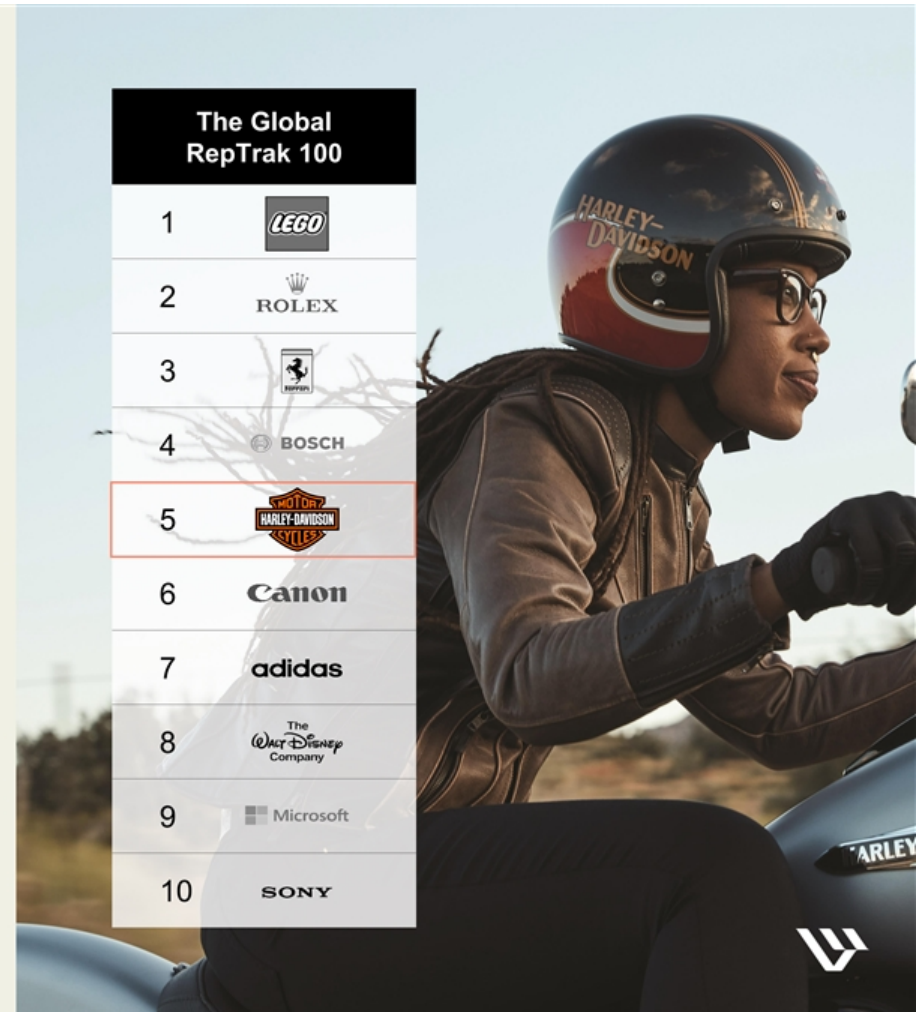 The Global
RepTrak 100
1 LEGO
2 ROLEX
3 Ferrari
4 BOSCH
5 MOTOR
HARLEY-DAVIDSON
CYCLES
6 Canon
7 adidas
8 The
WALT DISNEY
Company
9 Microsoft
10 SONY
HARLEY-
DAVIDSON
ARLEY